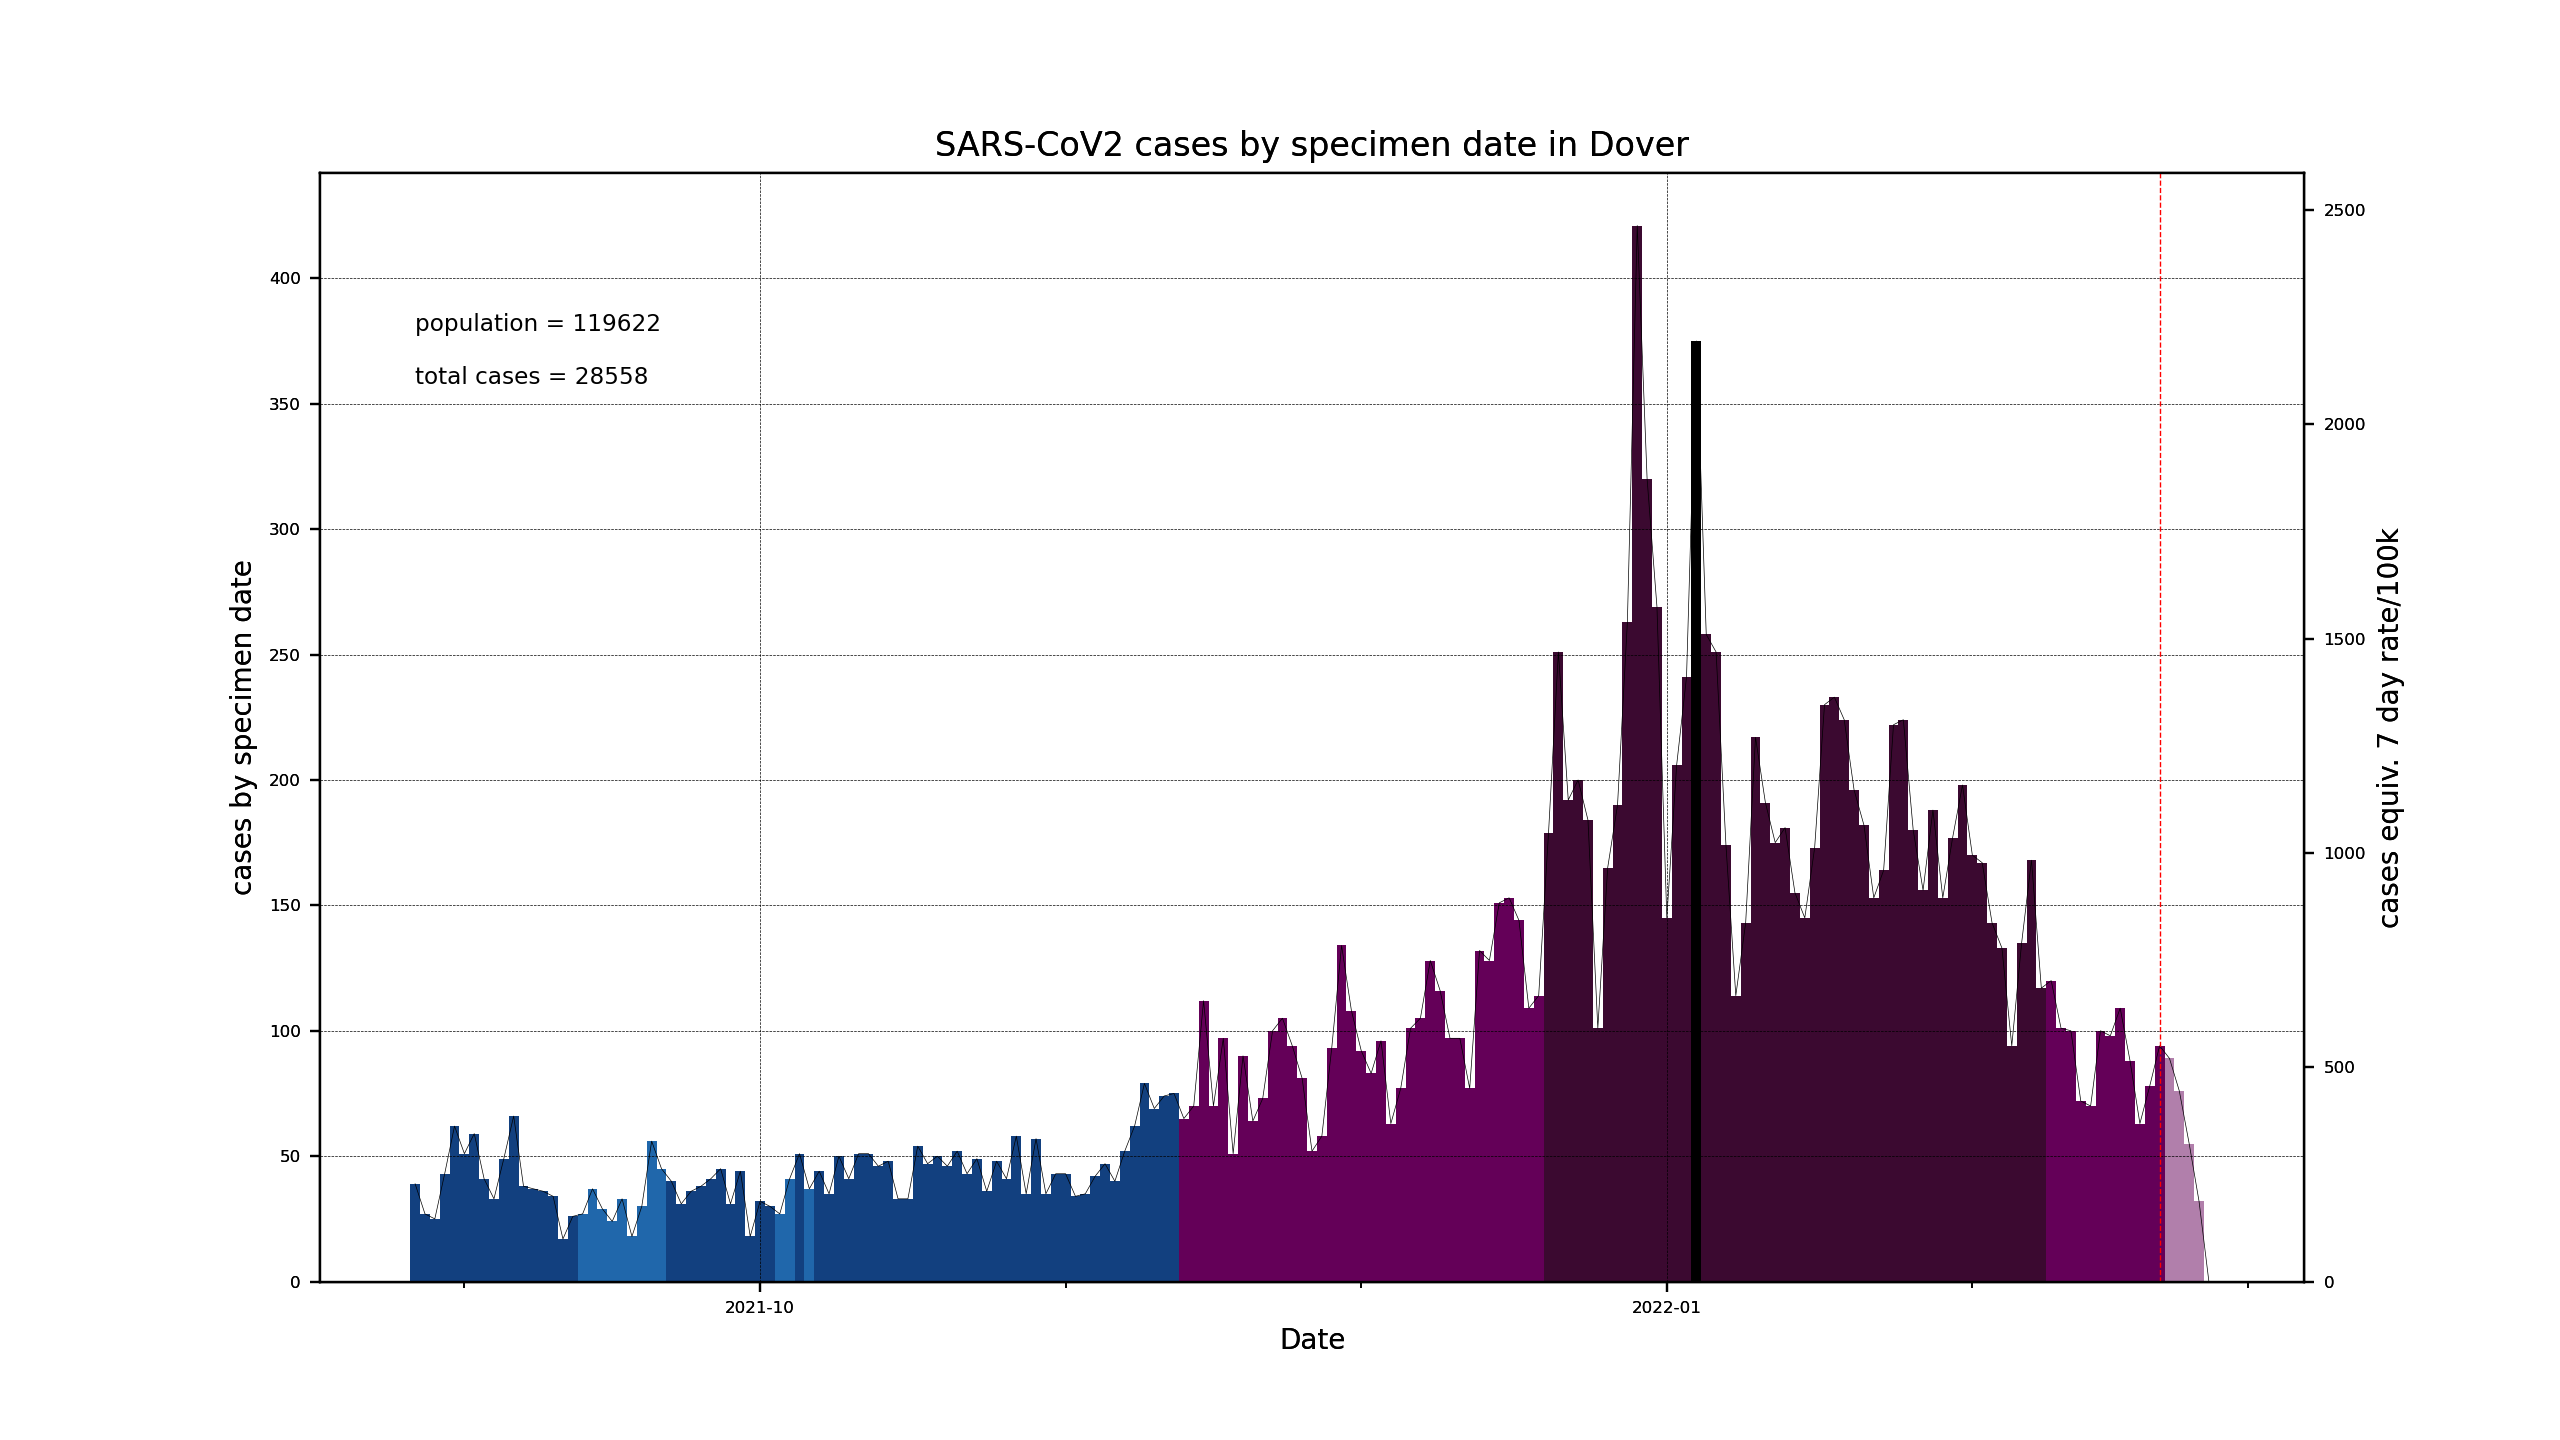 SARS-CoV2 cases by specimen date in Dover
population = 119622
total cases = 28558
cases by specimen date
400
350
300
250
200
150
100
50
0
2500
2000
1500
1000
500
0
cases equiv. 7 day rate/100k
2021-10
2022-01
Date